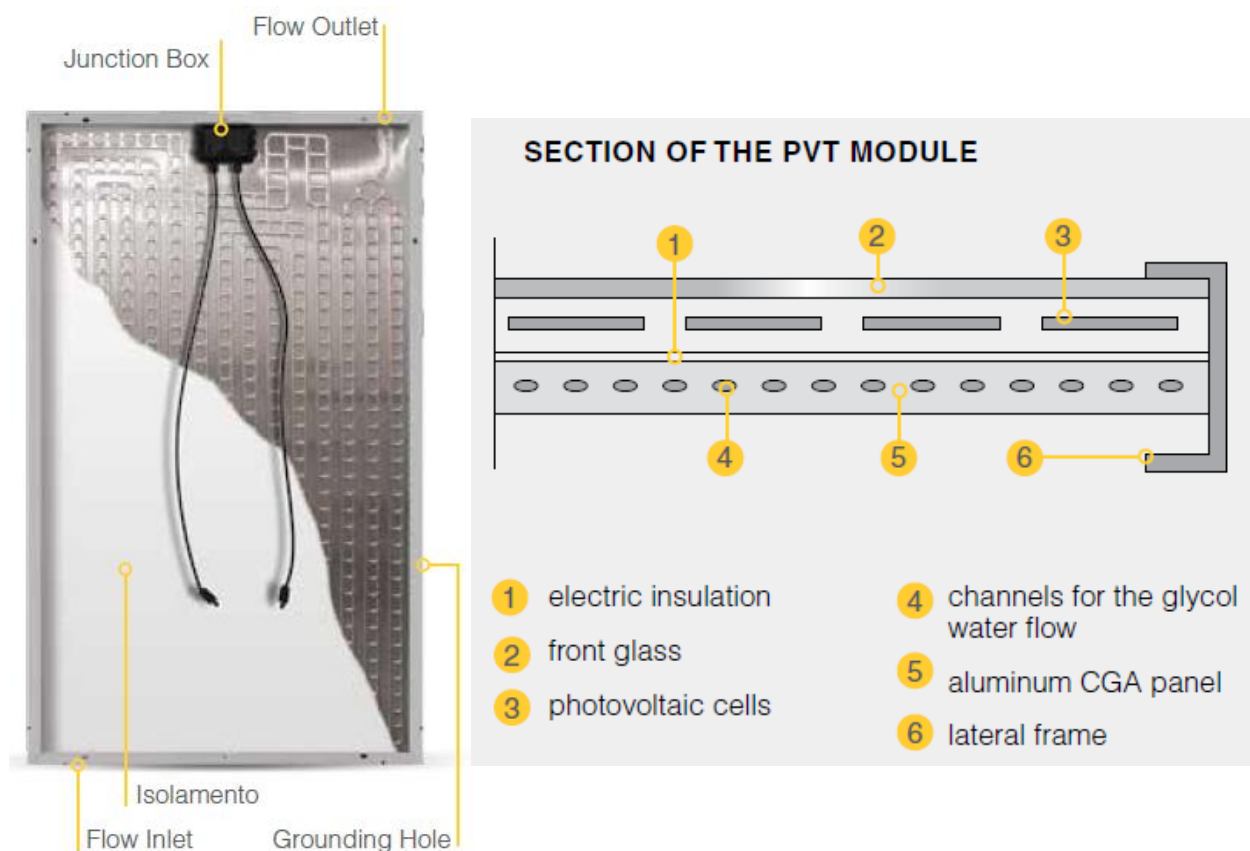 Flow Outlet
Junction Box
Isolamento
Flow Inlet
Grounding Hole
SECTION OF THE PVT MODULE
1
2
3
4
5
6
1 electric insulation
2 front glass
3 photovoltaic cells
4 channels for the glycol
water flow
5 aluminum CGA panel
6 lateral frame